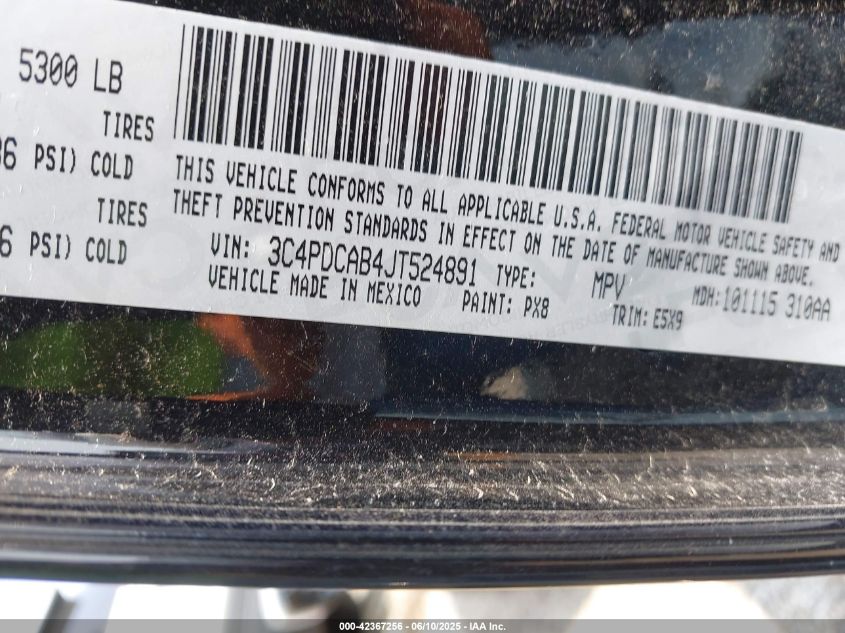 5300 LB
TIRES
36 PSI) COLD
TIRES
6 PSI) COLD
THIS VEHICLE CONFORMS TO ALL APPLICABLE U.S.A. FEDERAL MOTOR VEHICLE SAFETY AND
THEFT PREVENTION STANDARDS IN EFFECT ON THE DATE OF MANUFACTURE SHOWN ABOVE.
VIN: 3C4PDCAB4JT524891 TYPE: MPV MDH: 101115 310AA
VEHICLE MADE IN MEXICO PAINT: PX8 TRIM: E5X9
000-42367256 - 06/10/2025 - IAA Inc.